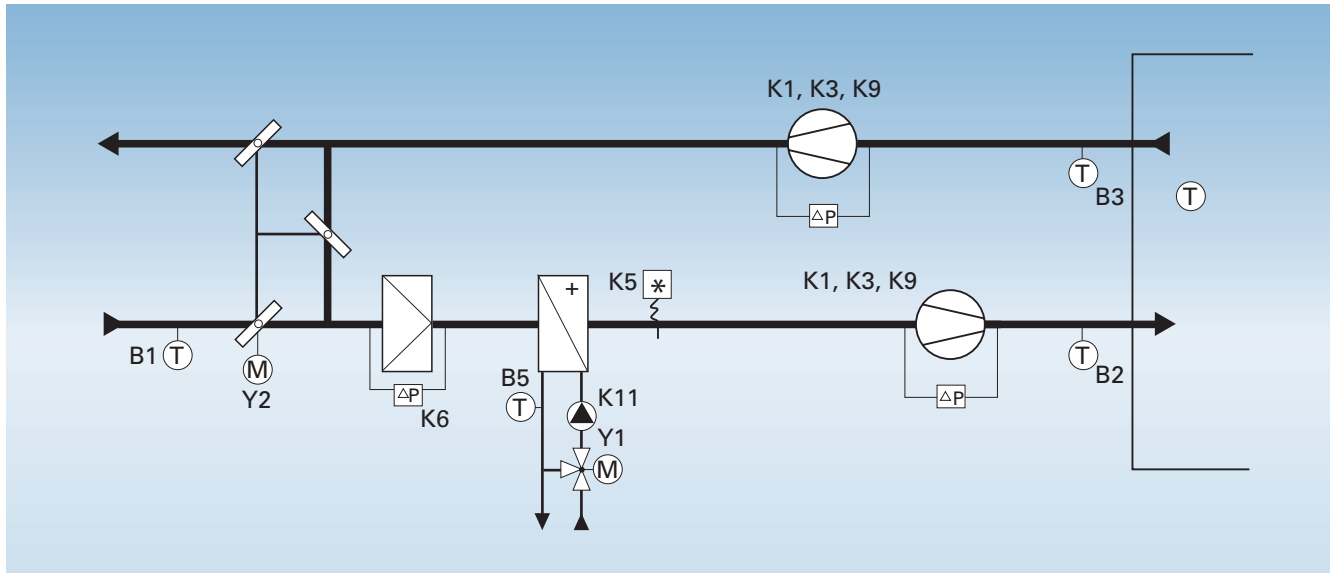 K1, K3, K9
T
B3
T
△P
K1, K3, K9
K5
*
+
B1
T
M
Y2
△P
K6
B5
T
K11
Y1
M
△P
T
B2